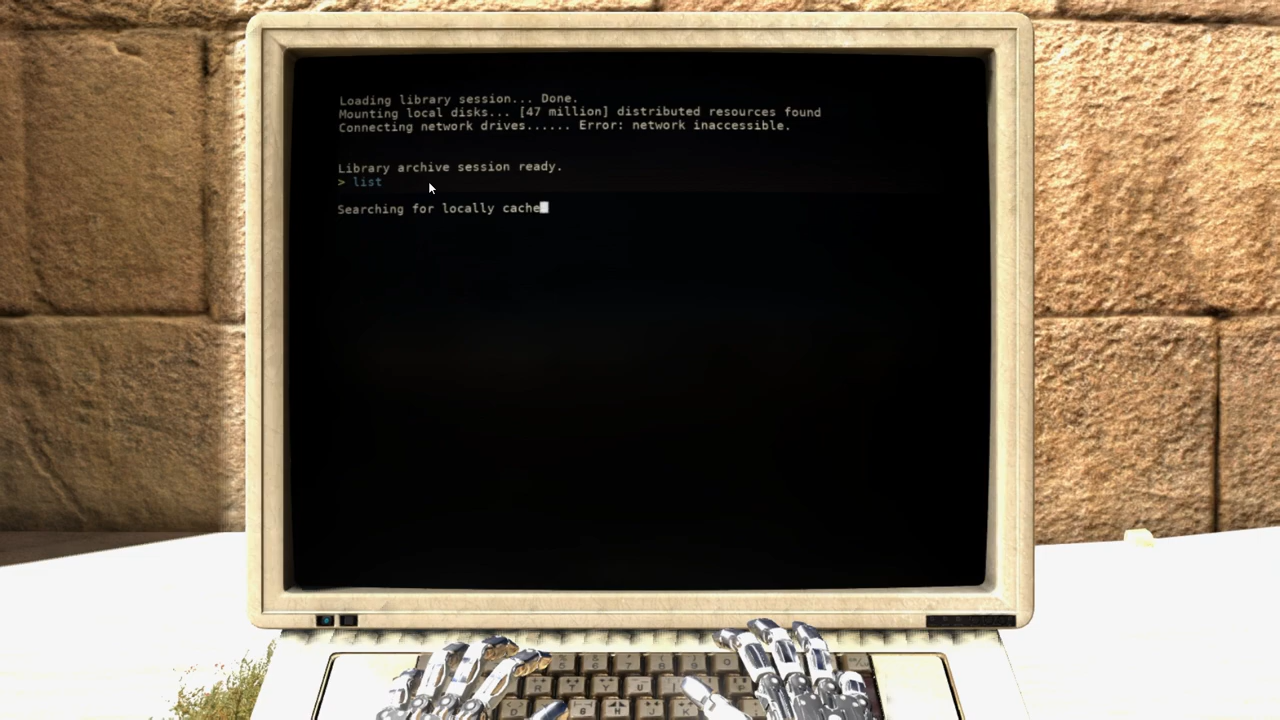 Loading library session... Done.
Mounting local disks... [47 million] distributed resources found
Connecting network drives...... Error: network inaccessible.
Library archive session ready.
> list
Searching for locally cache